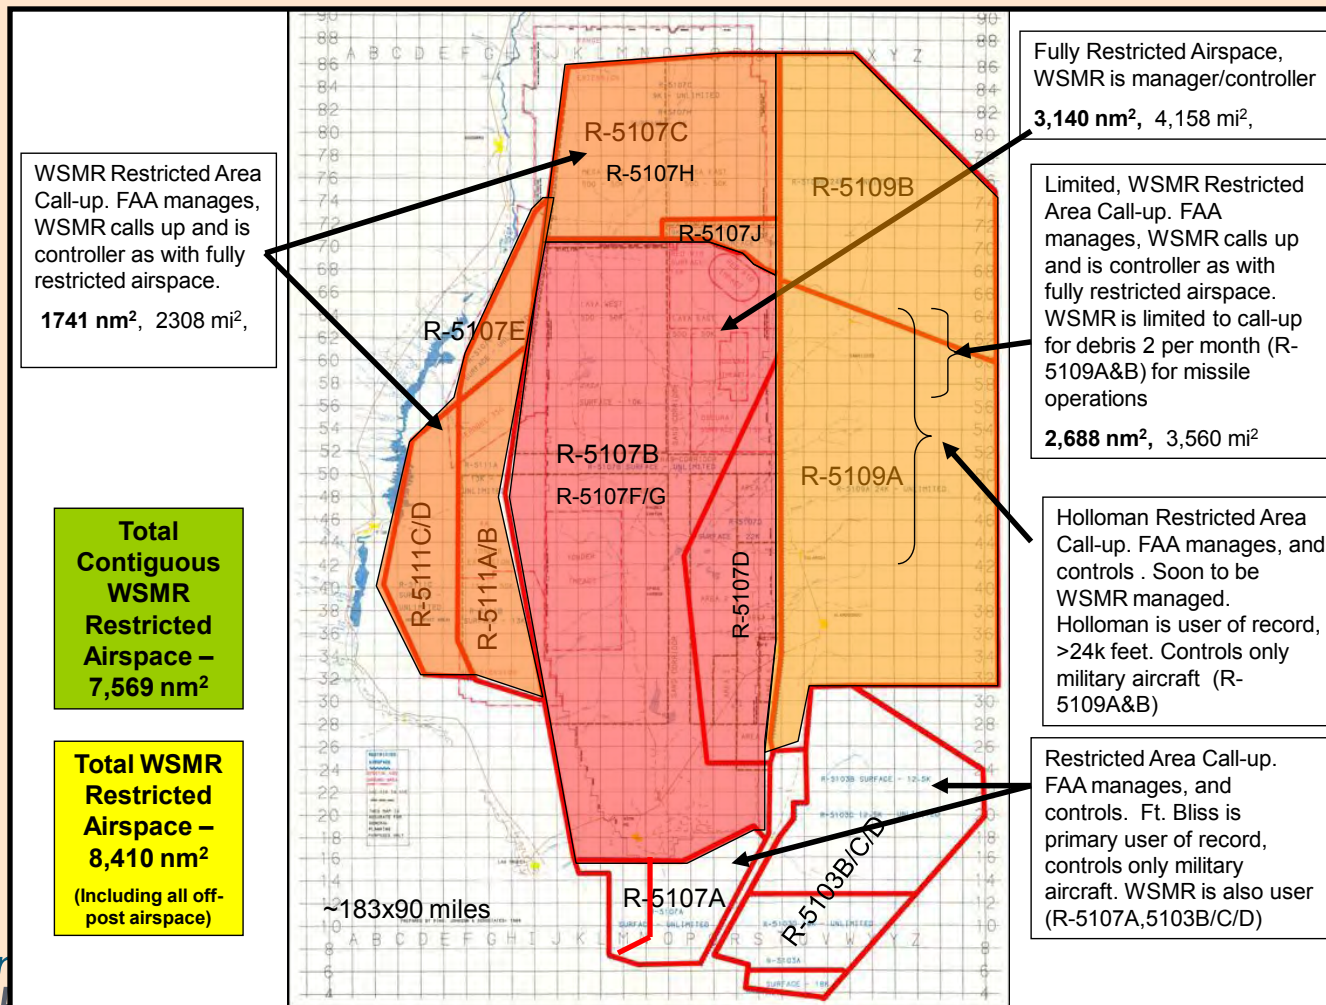 WSMR Restricted Area
Call-up. FAA manages,
WSMR calls up and is
controller as with fully
restricted airspace.
1741 nm², 2308 mi²,
Total
Contiguous
WSMR
Restricted
Airspace –
7,569 nm²
Total WSMR
Restricted
Airspace –
8,410 nm²
(Including all off-
post airspace)
A B C D E F G H I J K L M N O P Q R S T U V W X Y Z
R-5107C
R-5107H
R-5107J
R-5109B
R-5107E
R-5107B
R-5107F/G
R-5109A
R-5111C/D
R-5111A/B
R-5107D
R-5103B SURFACE - 12.5K
R-5107A
R-5103B/C/D
~183x90 miles
Fully Restricted Airspace,
WSMR is manager/controller
3,140 nm², 4,158 mi²,
Limited, WSMR Restricted
Area Call-up. FAA
manages, WSMR calls up
and is controller as with
fully restricted airspace.
WSMR is limited to call-up
for debris 2 per month (R-
5109A&B) for missile
operations
2,688 nm², 3,560 mi²
Holloman Restricted Area
Call-up. FAA manages, and
controls . Soon to be
WSMR managed.
Holloman is user of record,
>24k feet. Controls only
military aircraft (R-
5109A&B)
Restricted Area Call-up.
FAA manages, and
controls. Ft. Bliss is
primary user of record,
controls only military
aircraft. WSMR is also user
(R-5107A,5103B/C/D)